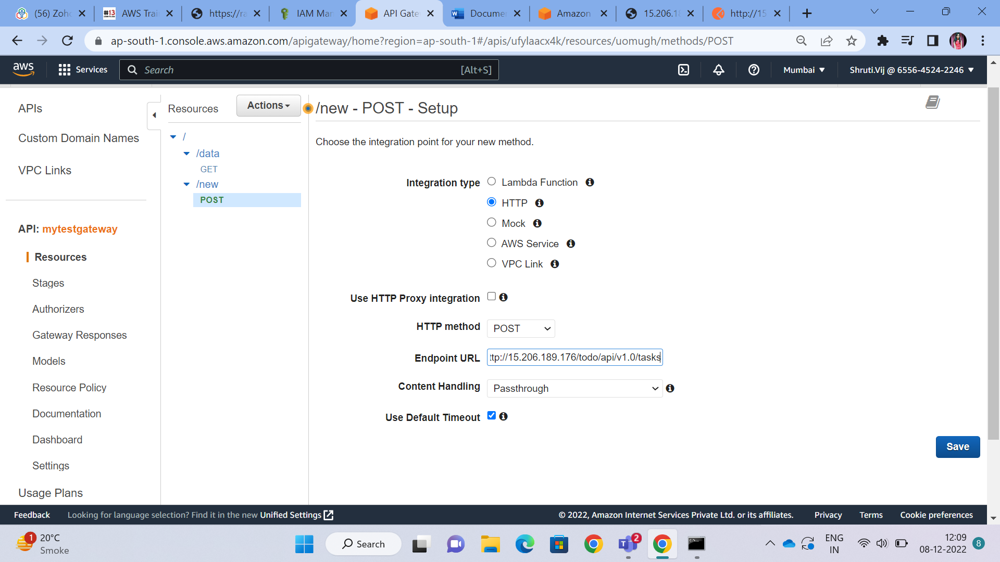 (56) Zoho
AWS Trai
https://ra
IAM Man
API Gate
Documen
Amazon
15.206.18
http://15
ap-south-1.console.aws.amazon.com/apigateway/home?region=ap-south-1#/apis/ufylaacx4k/resources/uomugh/methods/POST
aws
Services
Search
[Alt+S]
Mumbai
Shruti.Vij @ 6556-4524-2246
APIs
Custom Domain Names
VPC Links
API: mytestgateway
Resources
Stages
Authorizers
Gateway Responses
Models
Resource Policy
Documentation
Dashboard
Settings
Usage Plans
Resources
Actions
/
/data
GET
/new
POST
/new - POST - Setup
Choose the integration point for your new method.
Integration type
Lambda Function
HTTP
Mock
AWS Service
VPC Link
Use HTTP Proxy integration
HTTP method
POST
Endpoint URL
ttp://15.206.189.176/todo/api/v1.0/tasks
Content Handling
Passthrough
Use Default Timeout
Save
Feedback
Looking for language selection? Find it in the new Unified Settings
© 2022, Amazon Internet Services Private Ltd. or its affiliates.
Privacy
Terms
Cookie preferences
1
20°C
Smoke
Search
2
ENG
IN
12:09
08-12-2022
8